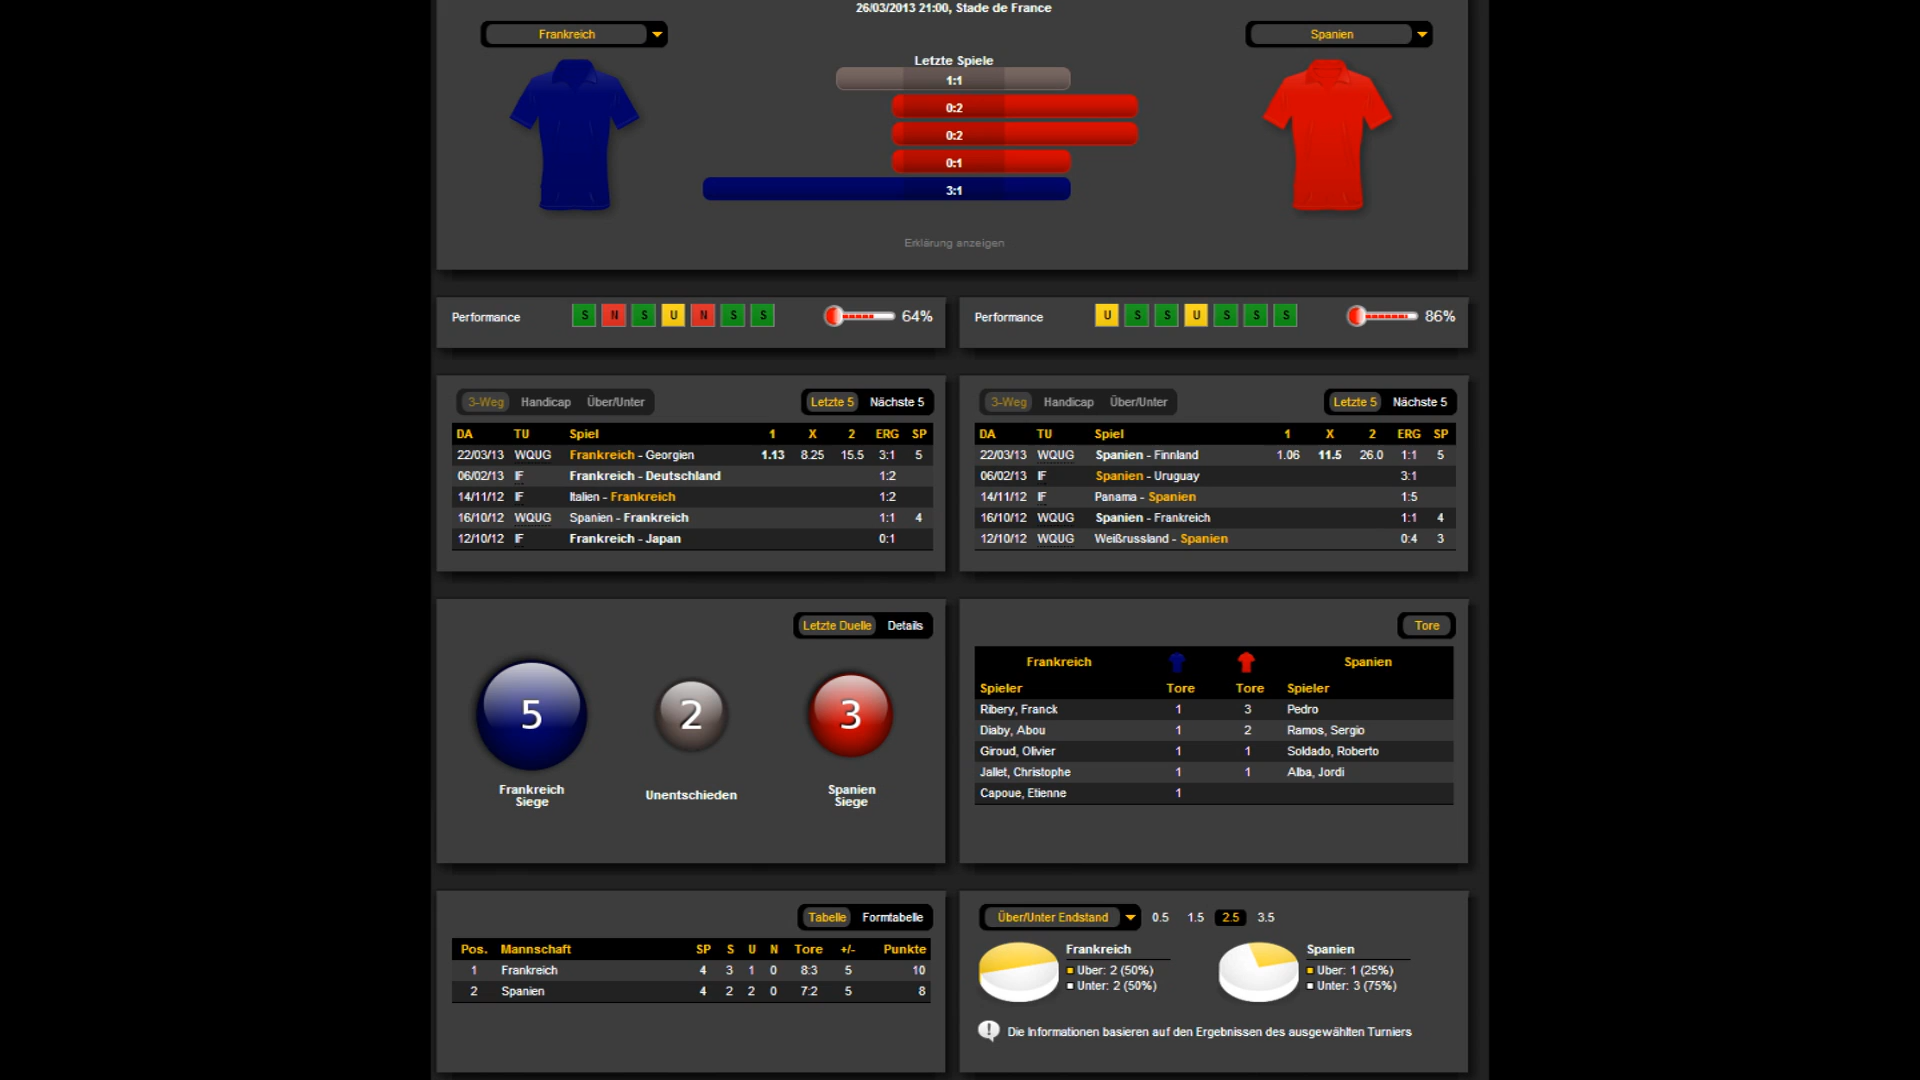 26/03/2013 21:00, Stade de France
Frankreich
Spanien
Letzte Spiele
1:1
0:2
0:2
0:1
3:1
Erklärung anzeigen
Performance S N S U N S S 64%
Performance U S S U S S S 86%
3-Weg Handicap Über/Unter Letzte 5 Nächste 5
DA TU Spiel 1 X 2 ERG SP
22/03/13 WQUG Frankreich - Georgien 1.13 8.25 15.5 3:1 5
06/02/13 IF Frankreich - Deutschland 1:2
14/11/12 IF Italien - Frankreich 1:2
16/10/12 WQUG Spanien - Frankreich 1:1 4
12/10/12 IF Frankreich - Japan 0:1
3-Weg Handicap Über/Unter Letzte 5 Nächste 5
DA TU Spiel 1 X 2 ERG SP
22/03/13 WQUG Spanien - Finnland 1.06 11.5 26.0 1:1 5
06/02/13 IF Spanien - Uruguay 3:1
14/11/12 IF Panama - Spanien 1:5
16/10/12 WQUG Spanien - Frankreich 1:1 4
12/10/12 WQUG Weißrussland - Spanien 0:4 3
Letzte Duelle Details
5
2
3
Frankreich
Siege
Unentschieden
Spanien
Siege
Tore
Frankreich Spanien
Spieler Tore Tore Spieler
Ribery, Franck 1 3 Pedro
Diaby, Abou 1 2 Ramos, Sergio
Giroud, Olivier 1 1 Soldado, Roberto
Jallet, Christophe 1 1 Alba, Jordi
Capoue, Etienne 1
Tabelle Formtabelle
Pos. Mannschaft SP S U N Tore +/- Punkte
1 Frankreich 4 3 1 0 8:3 5 10
2 Spanien 4 2 2 0 7:2 5 8
Über/Unter Endstand 0.5 1.5 2.5 3.5
Frankreich
Über: 2 (50%)
Unter: 2 (50%)
Spanien
Über: 1 (25%)
Unter: 3 (75%)
! Die Informationen basieren auf den Ergebnissen des ausgewählten Turniers